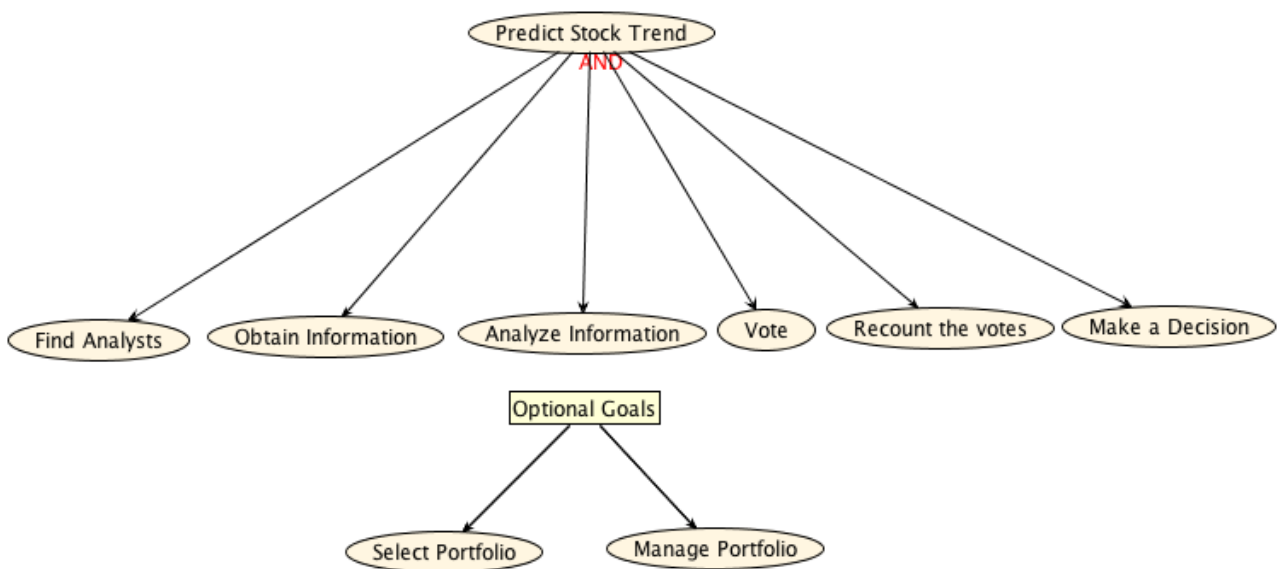 Predict Stock Trend
AND
Find Analysts
Obtain Information
Analyze Information
Vote
Recount the votes
Make a Decision
Optional Goals
Select Portfolio
Manage Portfolio